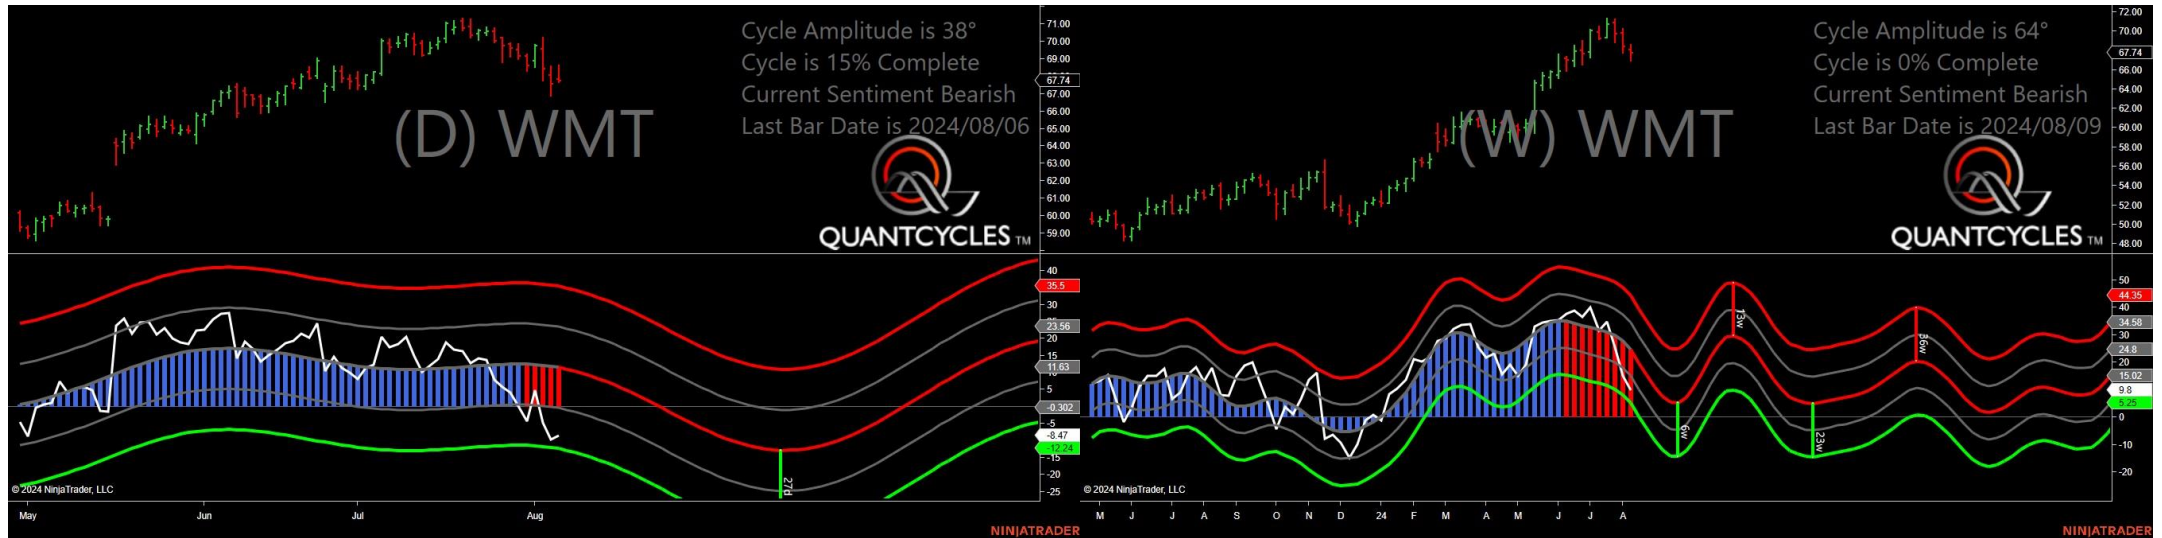 Cycle Amplitude is 38°
Cycle is 15% Complete
Current Sentiment Bearish
Last Bar Date is 2024/08/06
(D) WMT
QUANTCYCLES TM
71.00
70.00
69.00
67.74
67.00
66.00
65.00
64.00
63.00
62.00
61.00
60.00
59.00
40
35.5
30
23.56
20
15
11.63
5
-0.302
-5
-8.47
-12.24
-15
-20
-25
27d
© 2024 NinjaTrader, LLC
May Jun Jul Aug
NINJATRADER
Cycle Amplitude is 64°
Cycle is 0% Complete
Current Sentiment Bearish
Last Bar Date is 2024/08/09
(W) WMT
QUANTCYCLES TM
72.00
70.00
67.74
66.00
64.00
62.00
60.00
58.00
56.00
54.00
52.00
50.00
48.00
50
44.35
40
34.58
30
24.8
20
15.02
9.8
5.25
0
-10
-20
13w
6w
23w
36w
© 2024 NinjaTrader, LLC
M J J A S O N D 24 F M A M J J A
NINJATRADER